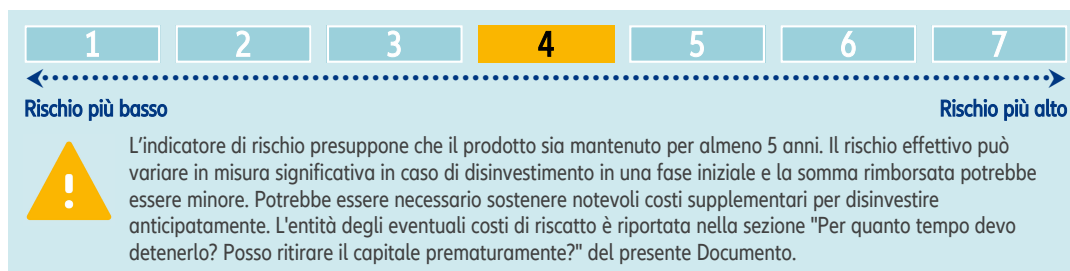 1 2 3 4 5 6 7
Rischio più basso Rischio più alto
L'indicatore di rischio presuppone che il prodotto sia mantenuto per almeno 5 anni. Il rischio effettivo può
variare in misura significativa in caso di disinvestimento in una fase iniziale e la somma rimborsata potrebbe
essere minore. Potrebbe essere necessario sostenere notevoli costi supplementari per disinvestire
anticipatamente. L'entità degli eventuali costi di riscatto è riportata nella sezione "Per quanto tempo devo
detenerlo? Posso ritirare il capitale prematuramente?" del presente Documento.